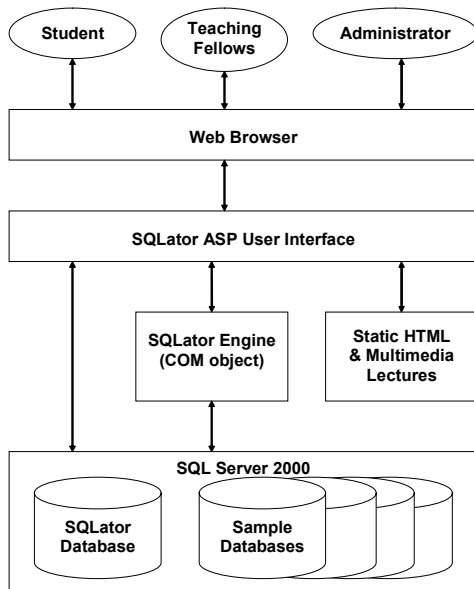 Student
Teaching
Fellows
Administrator
Web Browser
SQLator ASP User Interface
SQLator Engine
(COM object)
Static HTML
& Multimedia
Lectures
SQL Server 2000
SQLator
Database
Sample
Databases